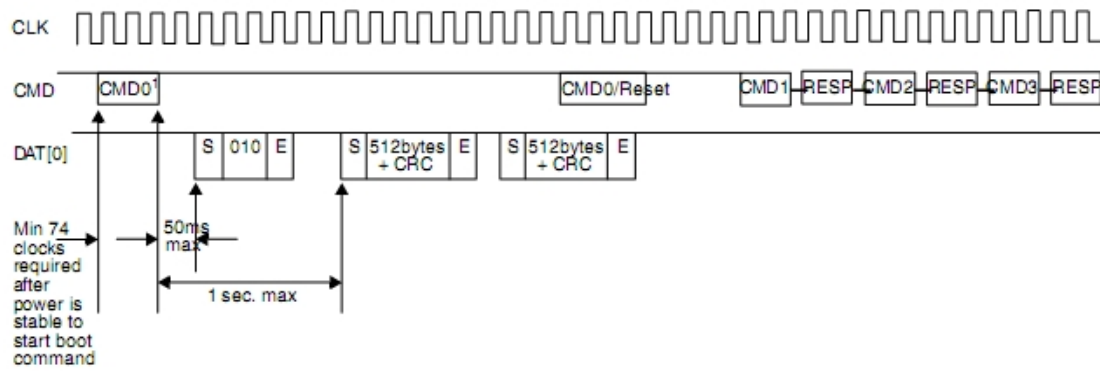 CLK
CMD CMD0¹ CMD0/Reset CMD1 RESP CMD2 RESP CMD3 RESP
DAT[0] S 010 E S 512bytes E S 512bytes E
+ CRC + CRC
Min 74
clocks
required
after
power is
stable to
start boot
command
50ms
max
1 sec. max